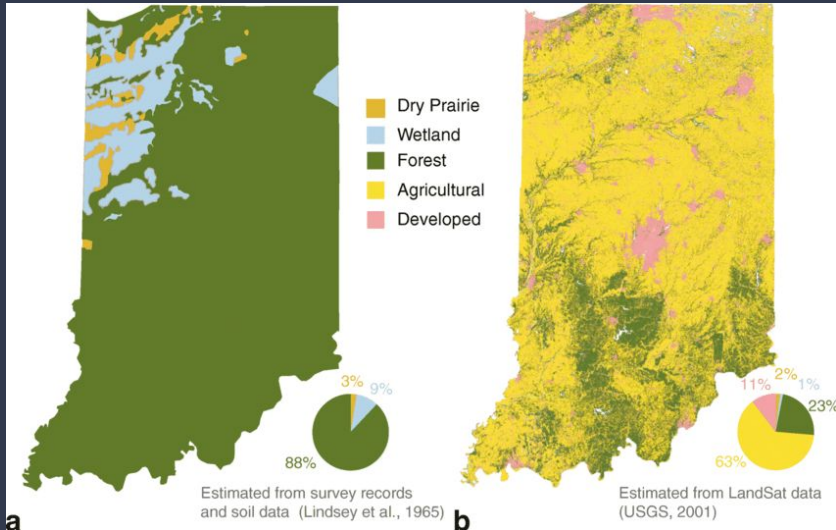 Dry Prairie
Wetland
Forest
Agricultural
Developed
3%
9%
88%
Estimated from survey records
and soil data (Lindsey et al., 1965)
a
2%
11%
1%
23%
63%
Estimated from LandSat data
(USGS, 2001)
b